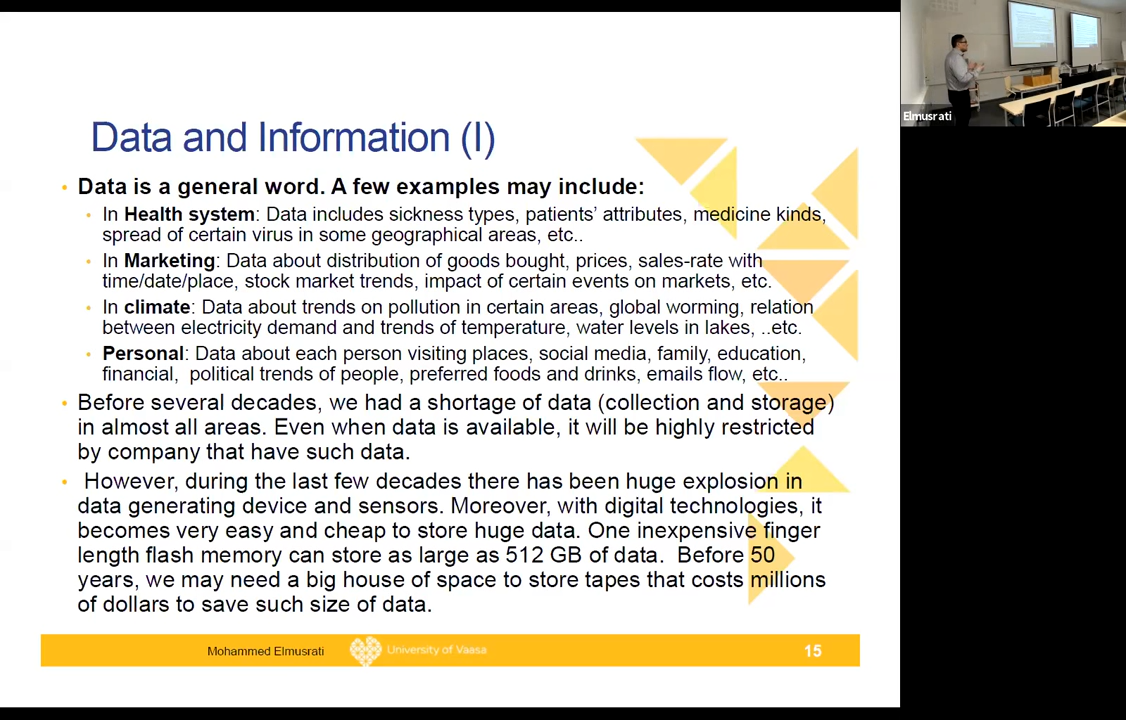 Data and Information (I)
• Data is a general word. A few examples may include:
• In Health system: Data includes sickness types, patients’ attributes, medicine kinds,
spread of certain virus in some geographical areas, etc..
• In Marketing: Data about distribution of goods bought, prices, sales-rate with
time/date/place, stock market trends, impact of certain events on markets, etc.
• In climate: Data about trends on pollution in certain areas, global worming, relation
between electricity demand and trends of temperature, water levels in lakes, ..etc.
• Personal: Data about each person visiting places, social media, family, education,
financial, political trends of people, preferred foods and drinks, emails flow, etc..
• Before several decades, we had a shortage of data (collection and storage)
in almost all areas. Even when data is available, it will be highly restricted
by company that have such data.
• However, during the last few decades there has been huge explosion in
data generating device and sensors. Moreover, with digital technologies, it
becomes very easy and cheap to store huge data. One inexpensive finger
length flash memory can store as large as 512 GB of data. Before 50
years, we may need a big house of space to store tapes that costs millions
of dollars to save such size of data.
Mohammed Elmusrati
University of Vaasa
15
Elmusrati